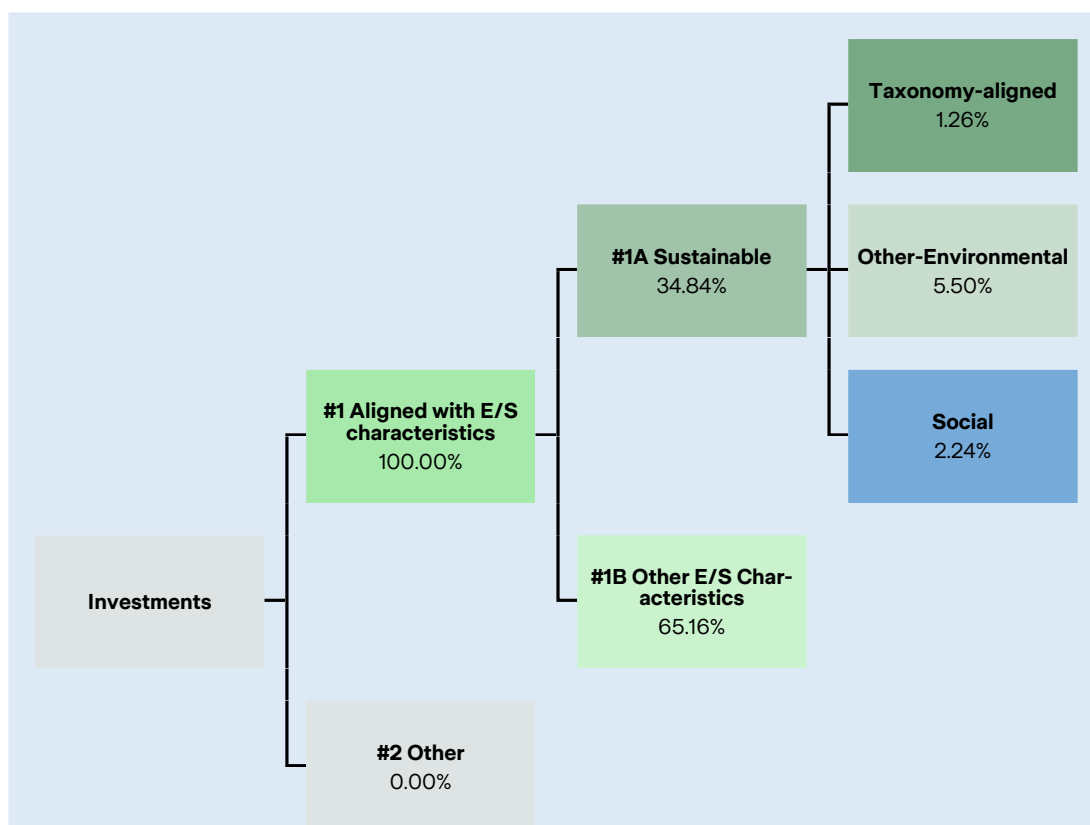 Taxonomy-aligned
1.26%
#1A Sustainable
34.84%
Other-Environmental
5.50%
#1 Aligned with E/S
characteristics
100.00%
Social
2.24%
Investments
#1B Other E/S Char-
acteristics
65.16%
#2 Other
0.00%